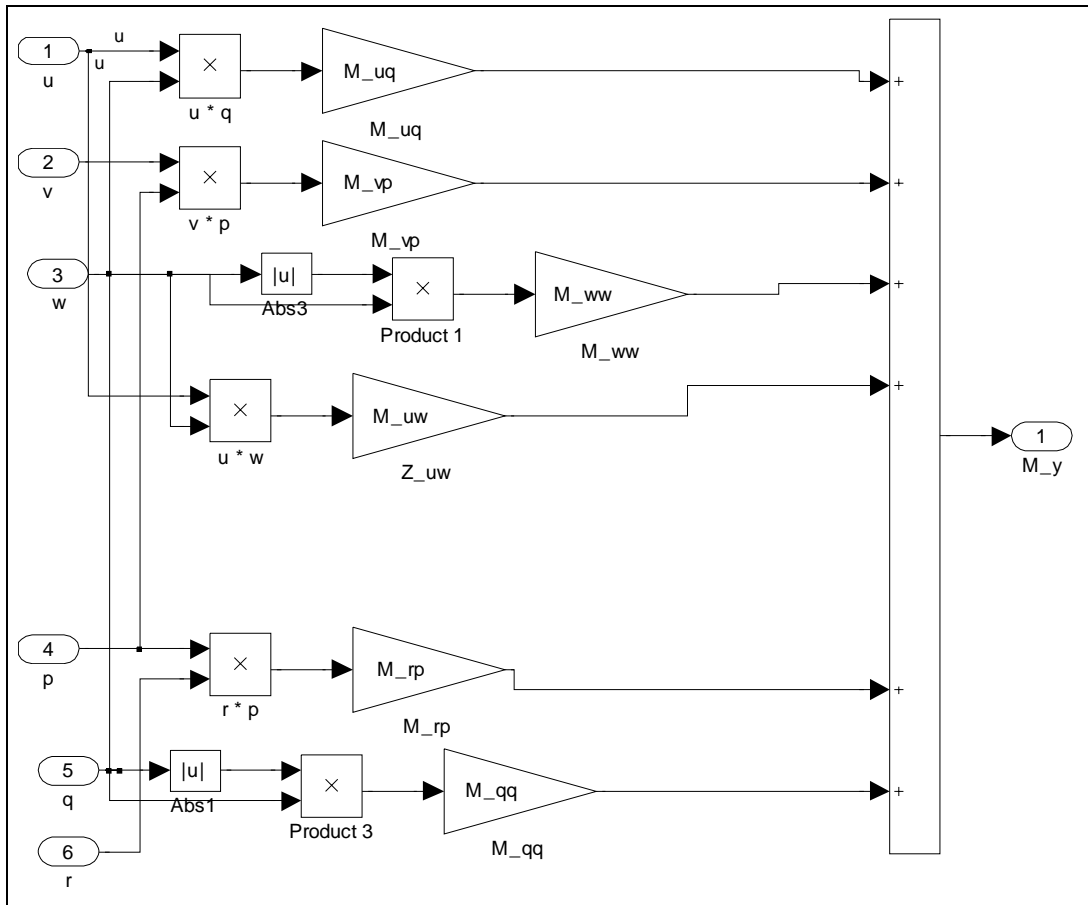 u
1
u
u
×
u * q
M_uq
M_uq
+
2
v
×
v * p
M_vp
M_vp
+
3
w
|u|
Abs3
×
Product 1
M_ww
M_ww
+
×
u * w
M_uw
Z_uw
+
1
M_y
4
p
×
r * p
M_rp
M_rp
+
5
q
|u|
Abs1
×
Product 3
M_qq
M_qq
+
6
r